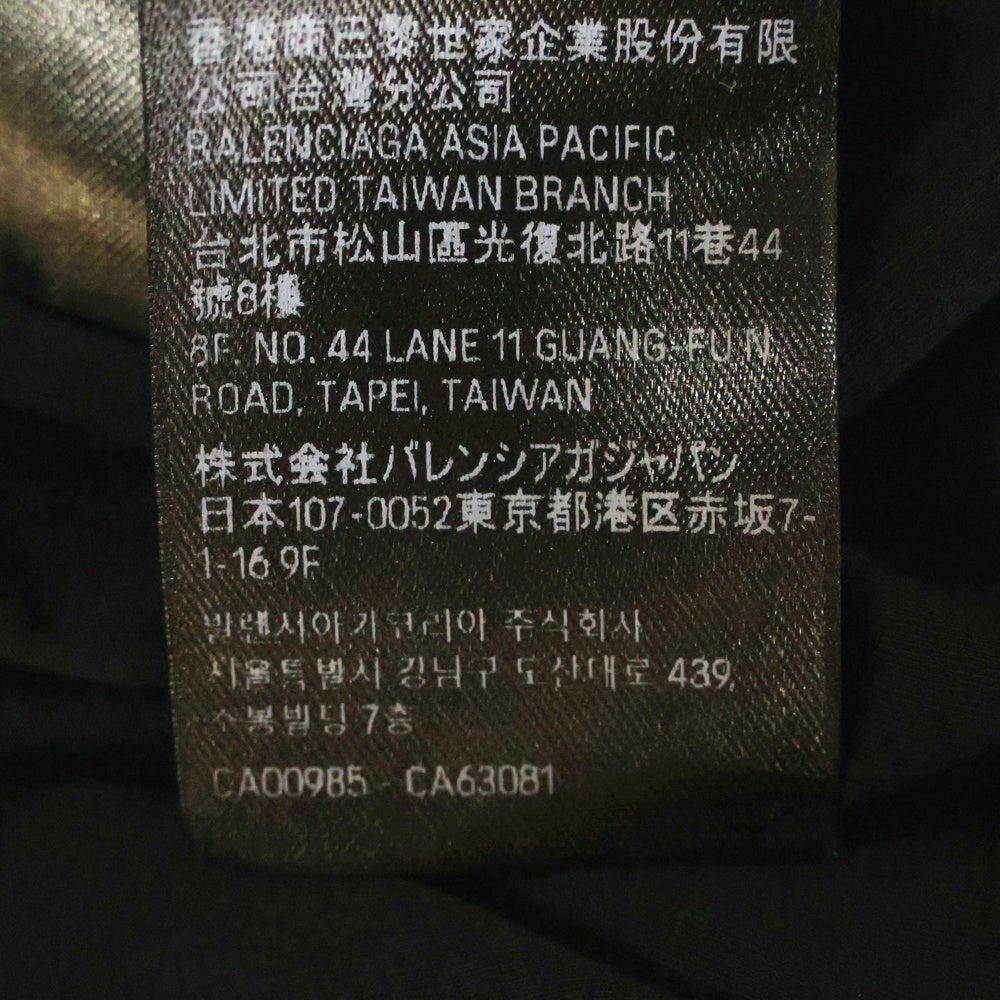 香港商巴黎世家企業股份有限
公司台灣分公司
BALENCIAGA ASIA PACIFIC
LIMITED TAIWAN BRANCH
台北市松山區光復北路11巷44
號8樓
8F. NO. 44 LANE 11 GUANG-FU N.
ROAD, TAPEI, TAIWAN
株式会社バレンシアガジャパン
日本107-0052東京都港区赤坂7-
1-16 9F
발렌시아가코리아 주식회사
서울특별시 강남구 도산대로 439,
소봉빌딩 7층
CA00985 - CA63081